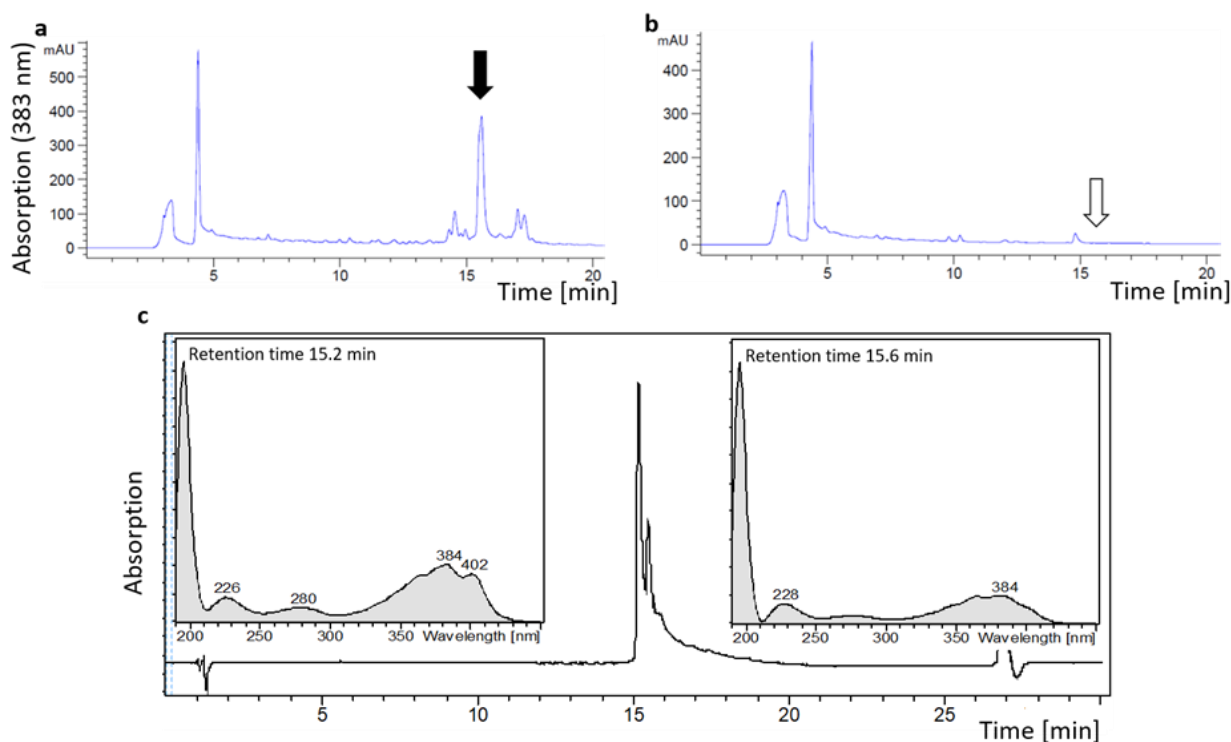 a
mAU
500
400
300
200
100
0
5
10
15
20
Time [min]
Absorption (383 nm)
b
mAU
400
300
200
100
0
5
10
15
20
Time [min]
c
Retention time 15.2 min
226
280
384
402
200
250
300
350
Wavelength [nm]
Retention time 15.6 min
228
384
200
250
300
350
Wavelength [nm]
Absorption
5
10
15
20
25
Time [min]